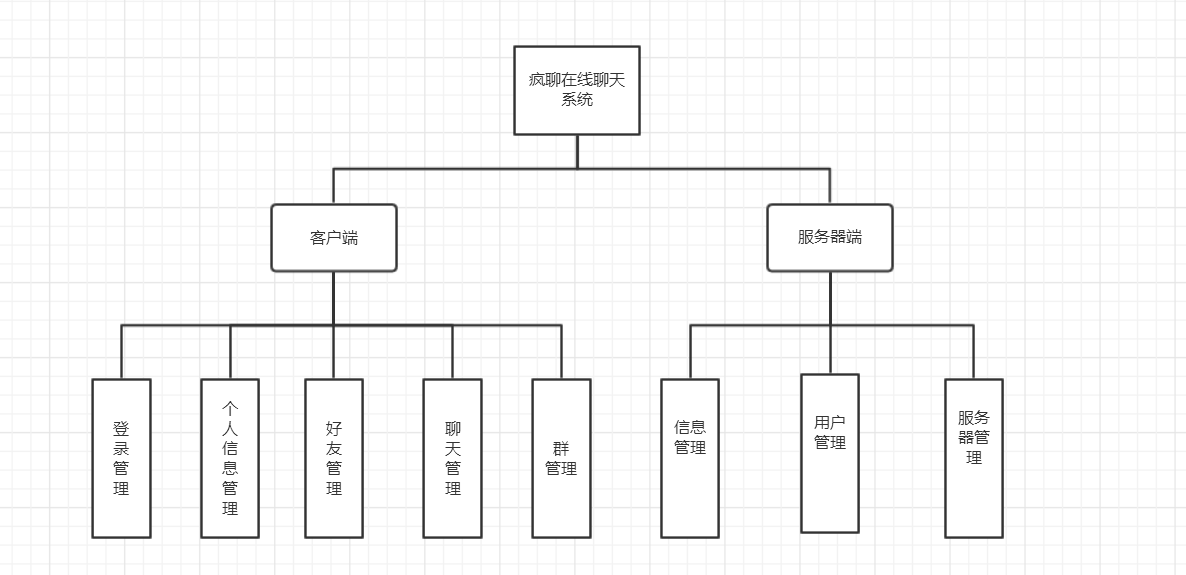 疯聊在线聊天
系统
客户端
服务器端
登
录
管
理
个
人
信
息
管
理
好
友
管
理
聊
天
管
理
群
管理
信息
管理
用户
管理
服务
器管
理